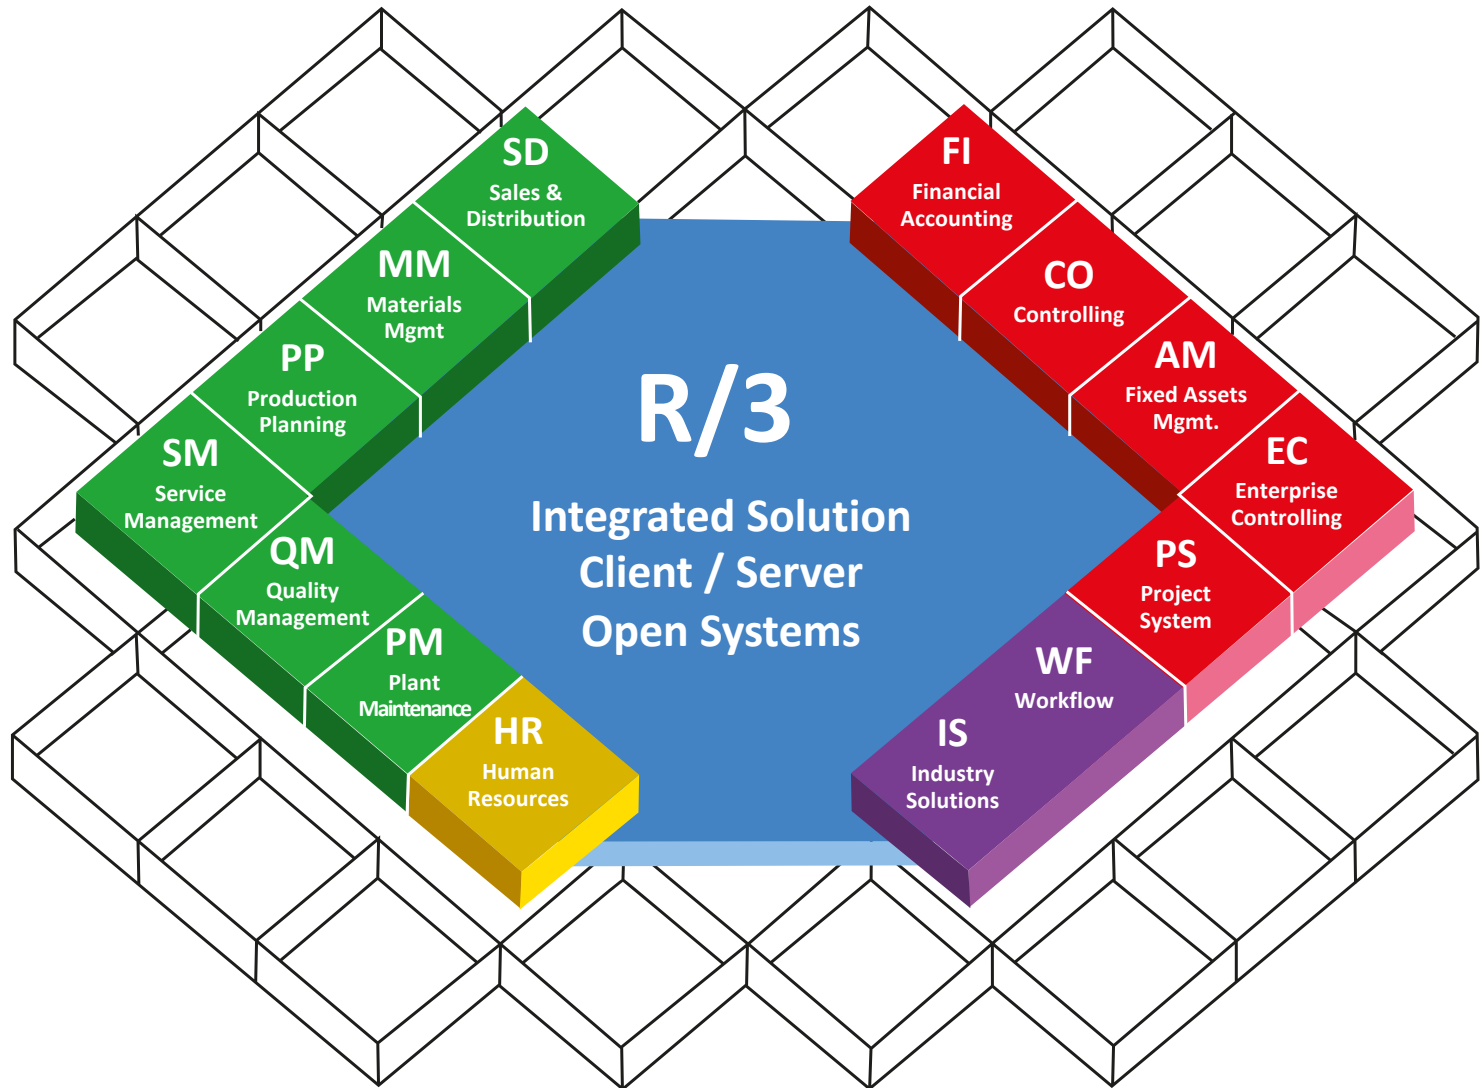 SD
Sales &
Distribution
MM
Materials
Mgmt
PP
Production
Planning
SM
Service
Management
QM
Quality
Management
PM
Plant
Maintenance
HR
Human
Resources
R/3
Integrated Solution
Client / Server
Open Systems
FI
Financial
Accounting
CO
Controlling
AM
Fixed Assets
Mgmt.
EC
Enterprise
Controlling
PS
Project
System
WF
Workflow
IS
Industry
Solutions